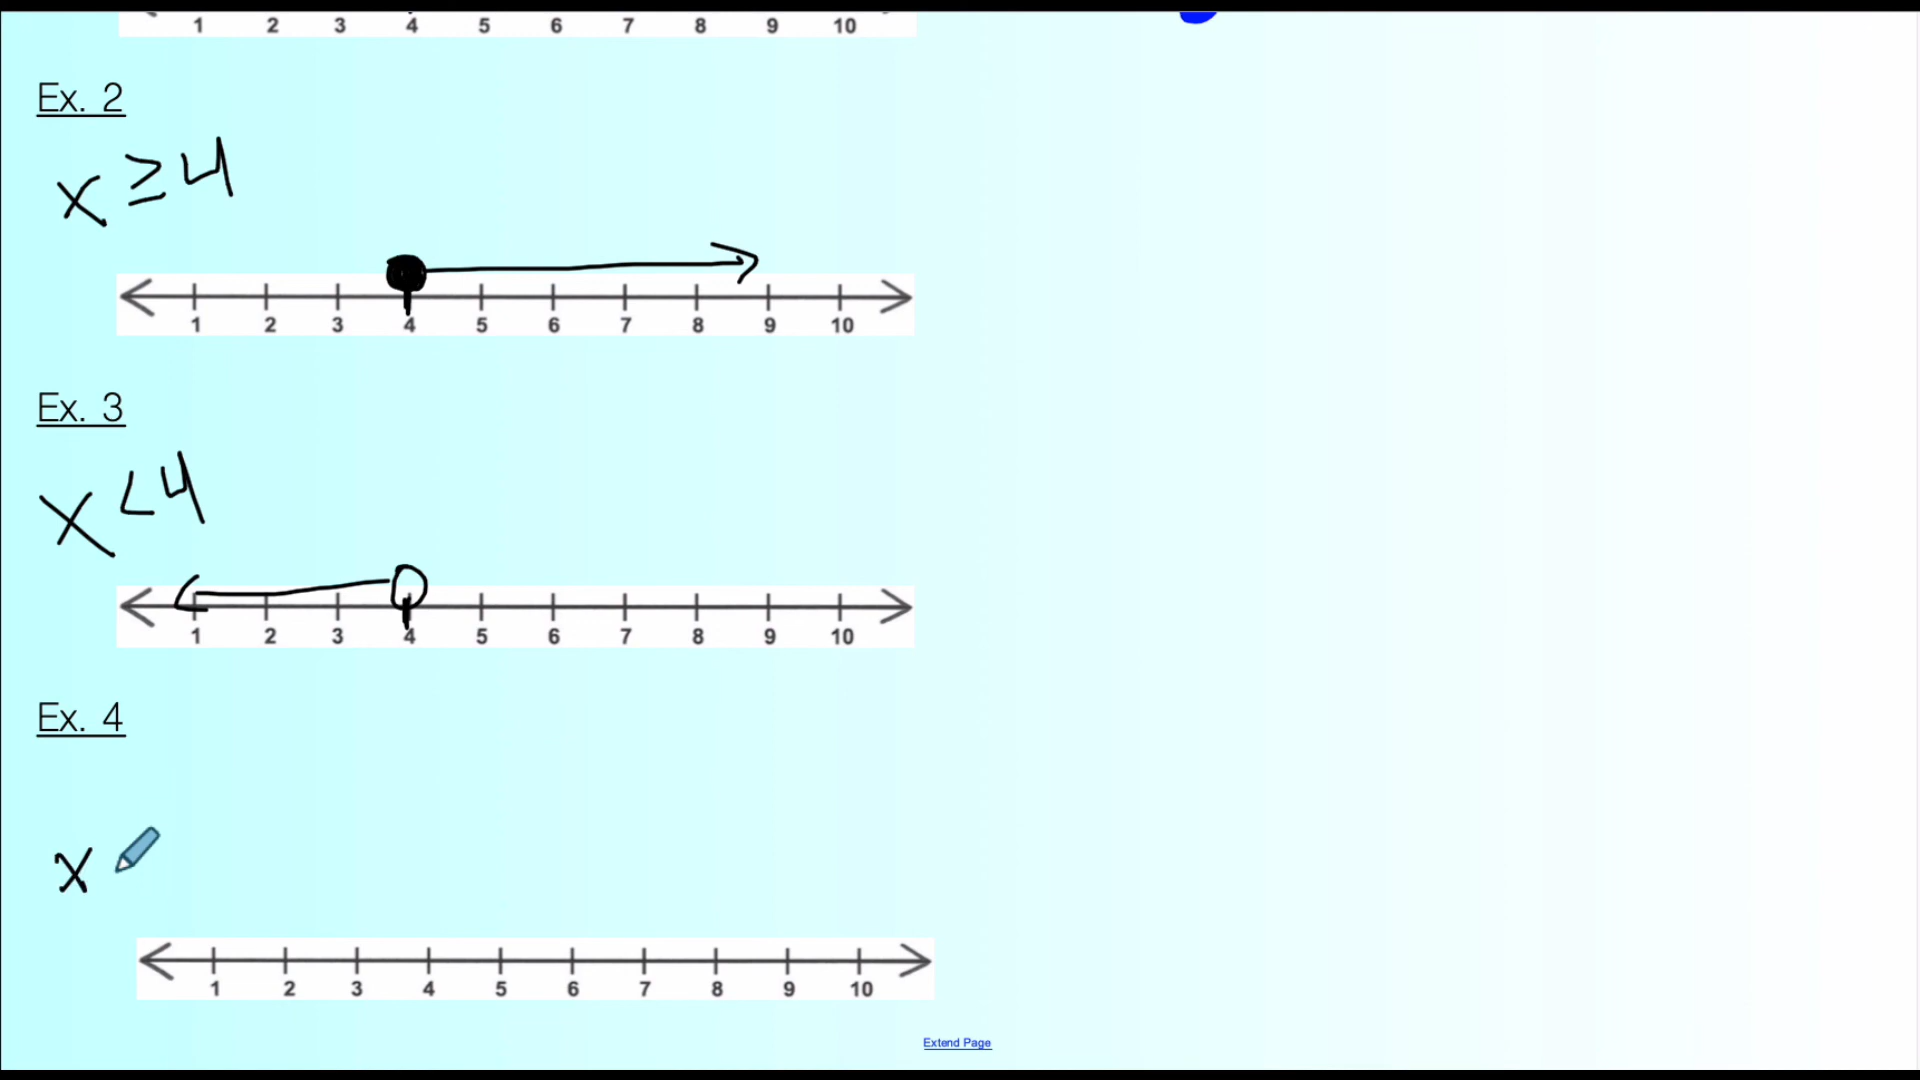 1 2 3 4 5 6 7 8 9 10
Ex. 2
x ≥ 4
1 2 3 4 5 6 7 8 9 10
Ex. 3
x < 4
1 2 3 4 5 6 7 8 9 10
Ex. 4
x
1 2 3 4 5 6 7 8 9 10
Extend Page